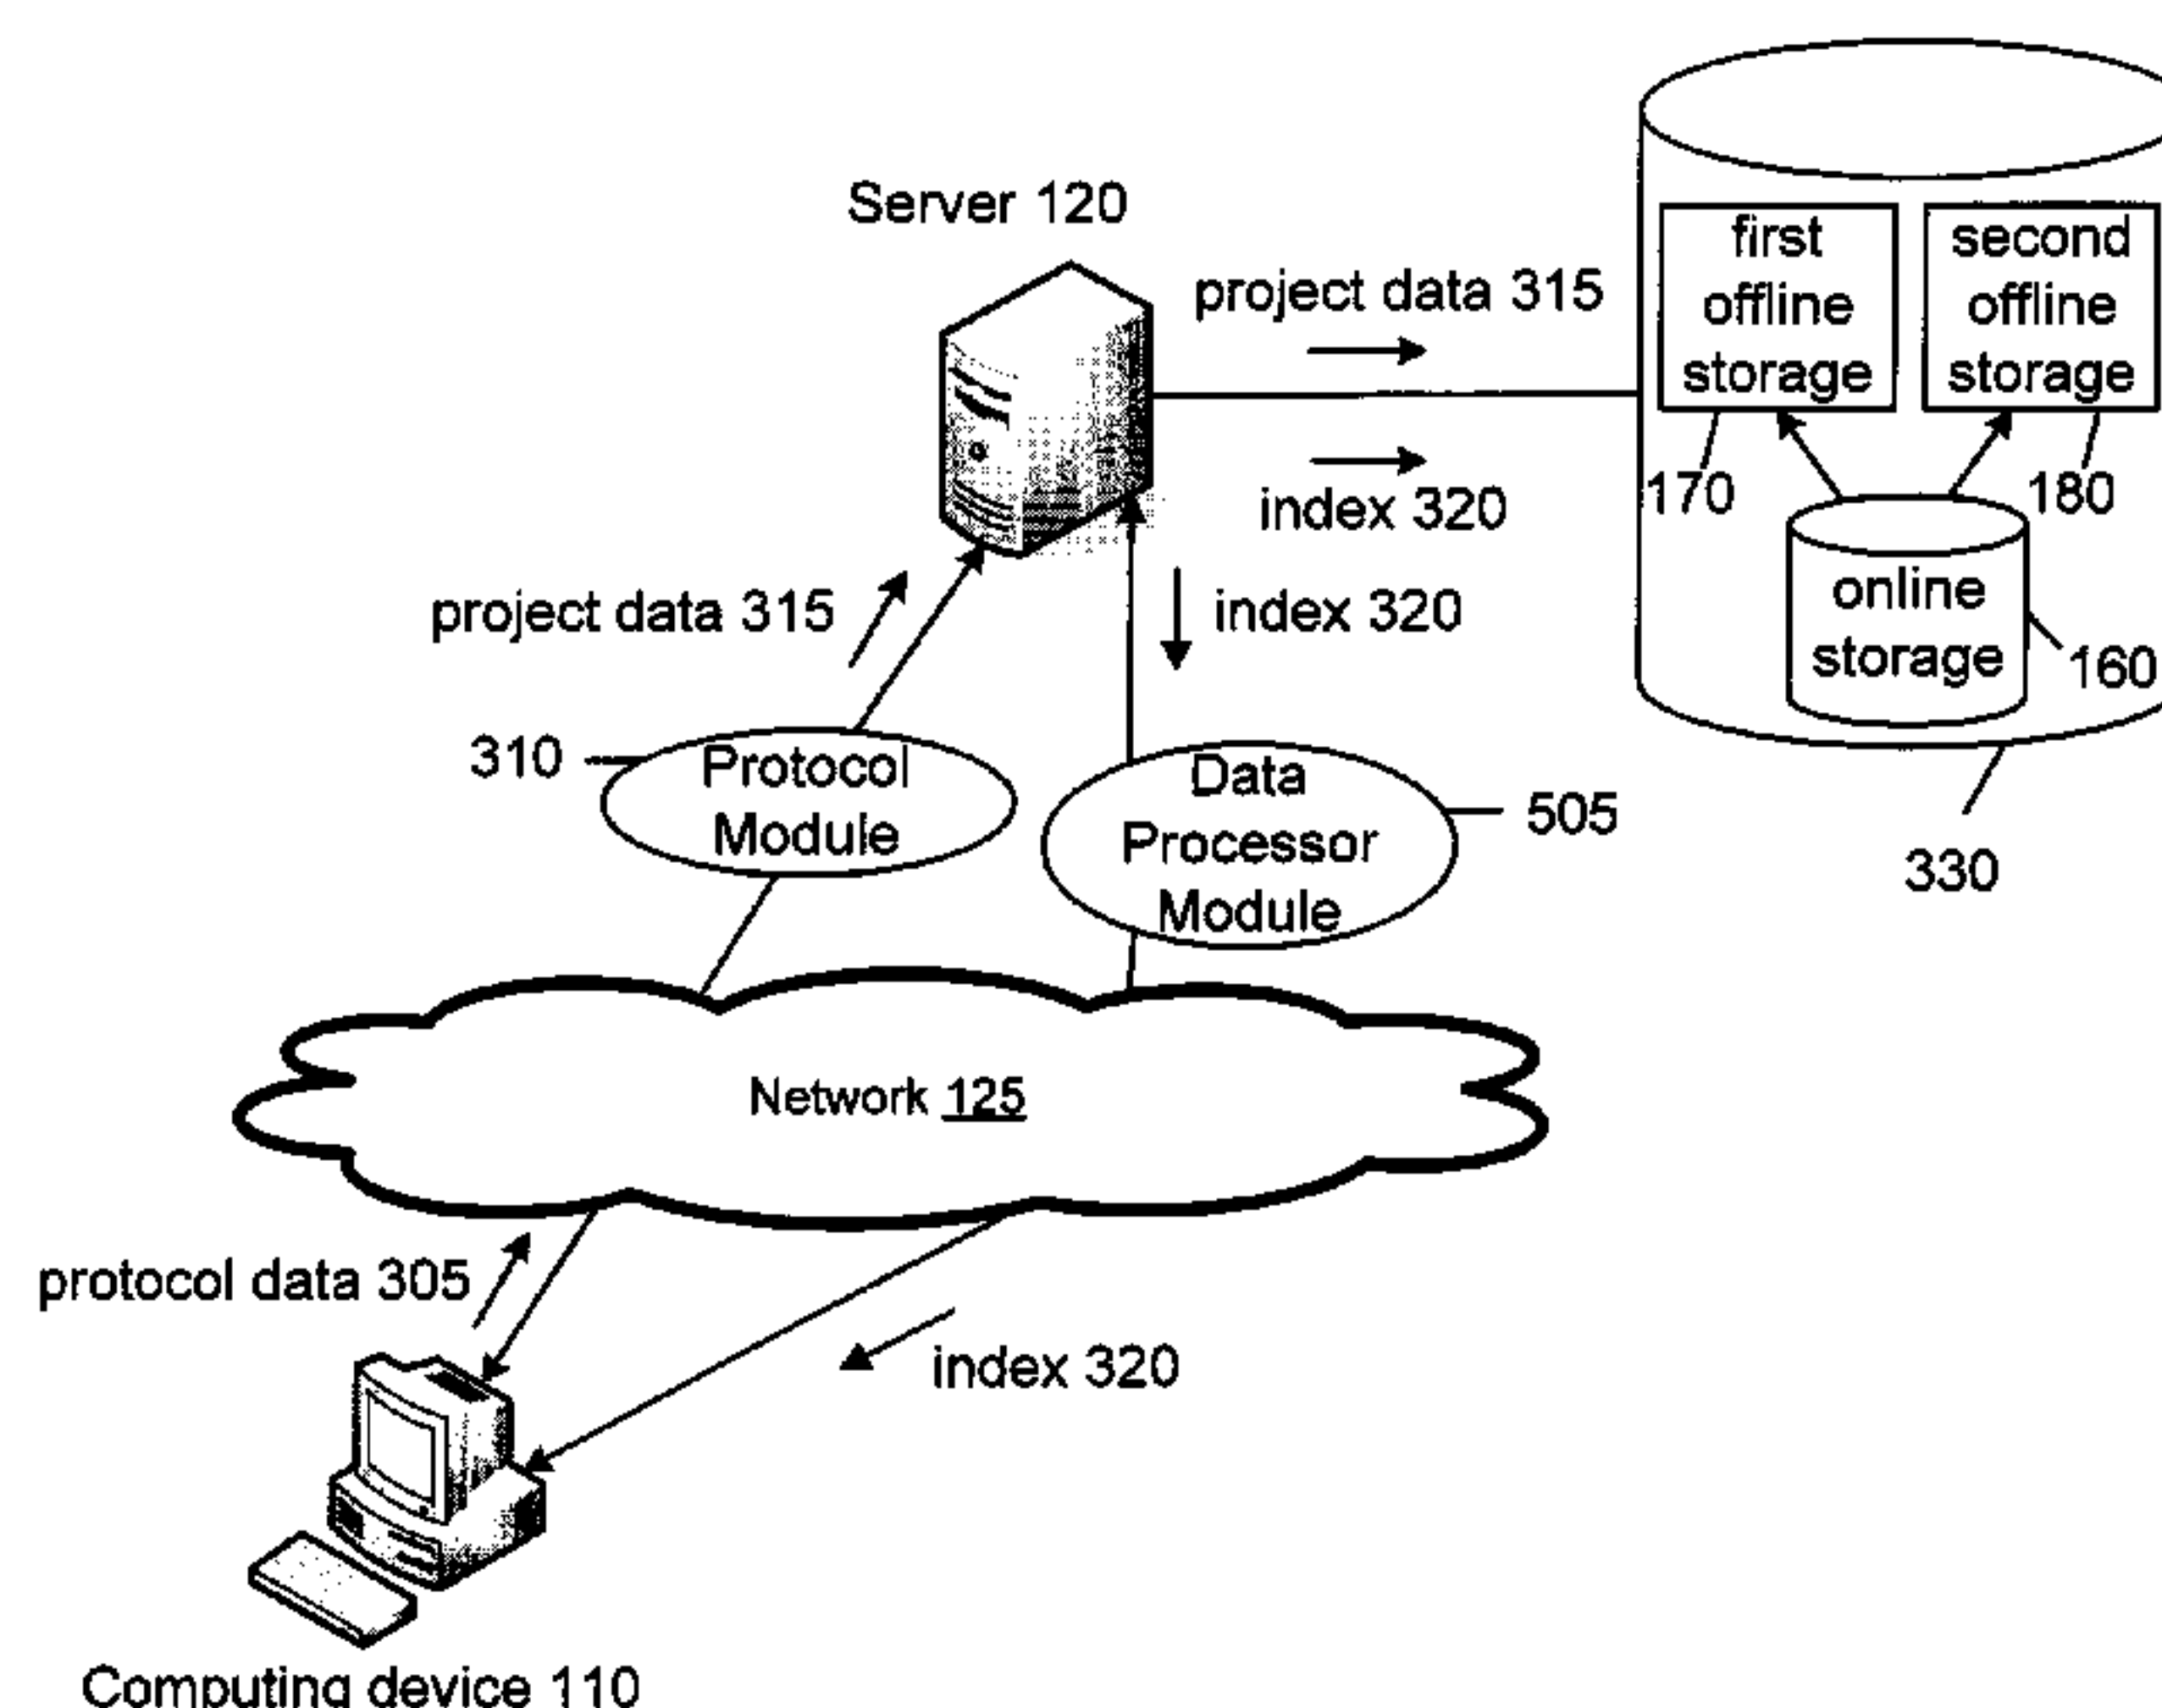 Server 120
project data 315
index 320
first
offline
storage
second
offline
storage
170
180
online
storage
160
330
project data 315
index 320
310
Protocol
Module
Data
Processor
Module
505
Network 125
protocol data 305
index 320
Computing device 110